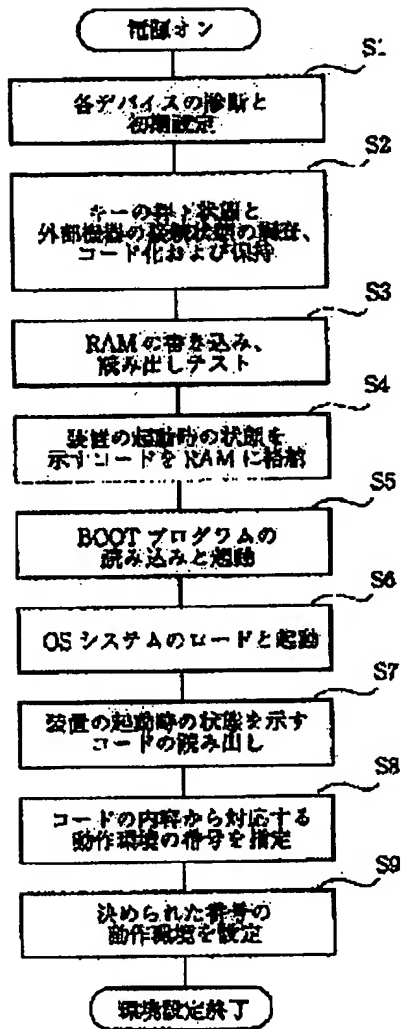 電源オン
S1
各デバイスの診断と
初期設定
S2
キーの押下状態と
外部機器の接続状態の調査、
コード化および保持
S3
RAMの書き込み、
読み出しテスト
S4
装置の起動時の状態を
示すコードをRAMに格納
S5
BOOTプログラムの
読み込みと起動
S6
OSシステムのロードと起動
S7
装置の起動時の状態を示す
コードの読み出し
S8
コードの内容から対応する
動作環境の番号を指定
S9
決められた番号の
動作環境を設定
環境設定終了